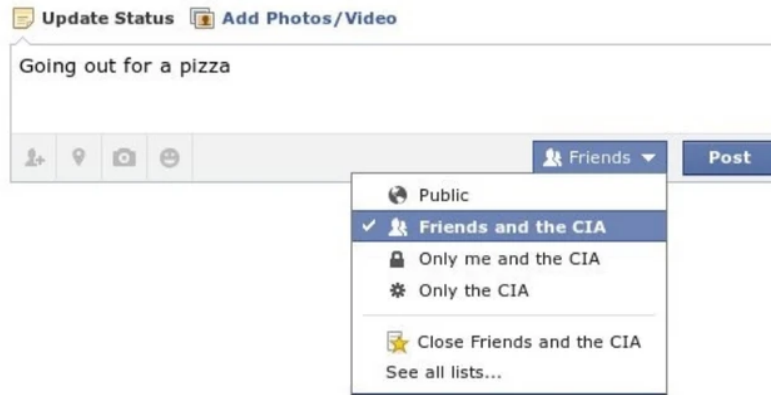 Update Status Add Photos/Video
Going out for a pizza
Friends Post
Public
Friends and the CIA
Only me and the CIA
Only the CIA
Close Friends and the CIA
See all lists...